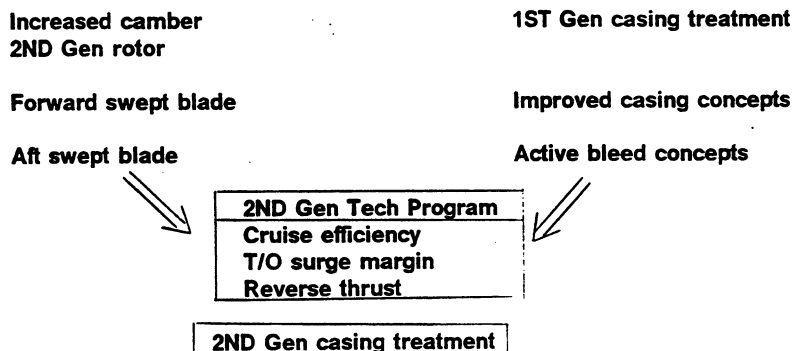 Increased camber
2ND Gen rotor
Forward swept blade
Aft swept blade
1ST Gen casing treatment
Improved casing concepts
Active bleed concepts
2ND Gen Tech Program
Cruise efficiency
T/O surge margin
Reverse thrust
2ND Gen casing treatment